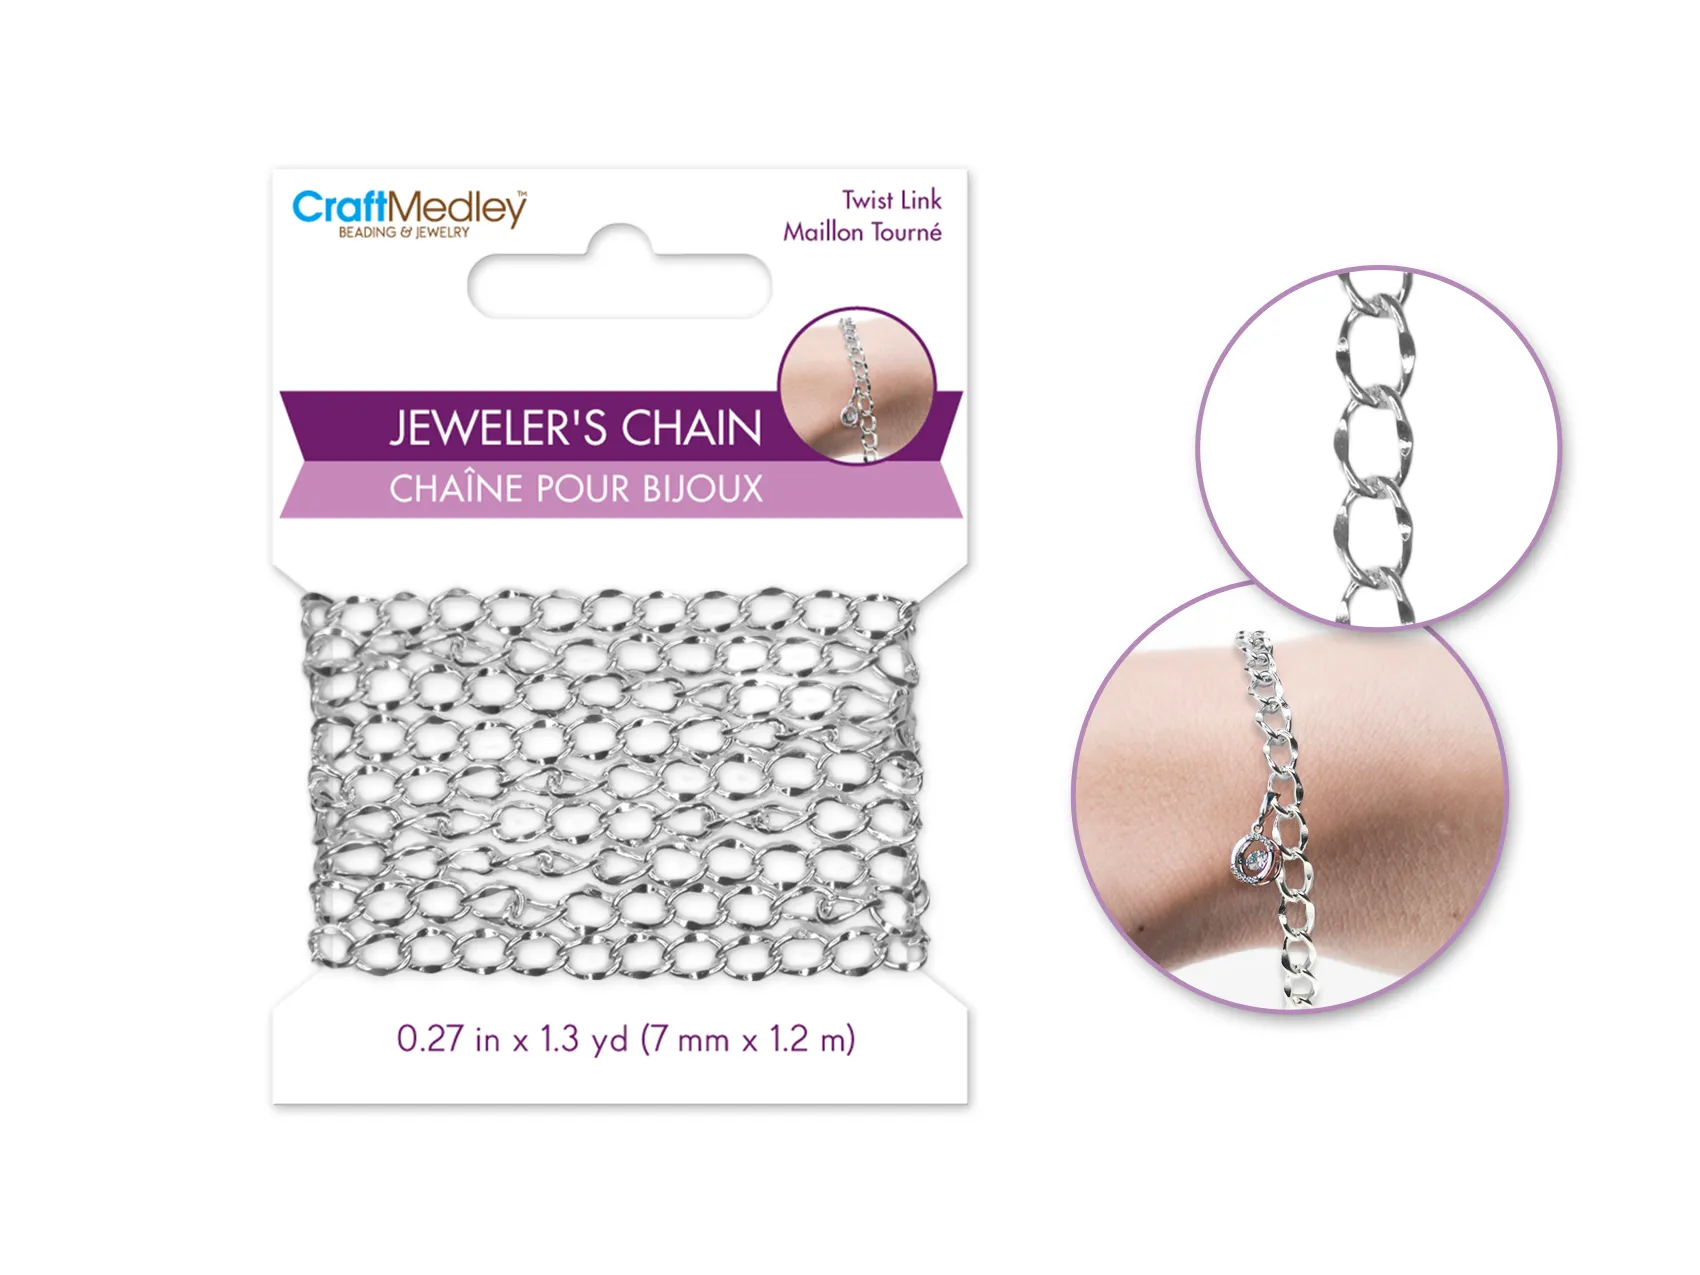 CraftMedley™
BEADING & JEWELRY
Twist Link
Maillon Tourné
JEWELER'S CHAIN
CHAÎNE POUR BIJOUX
0.27 in x 1.3 yd (7 mm x 1.2 m)